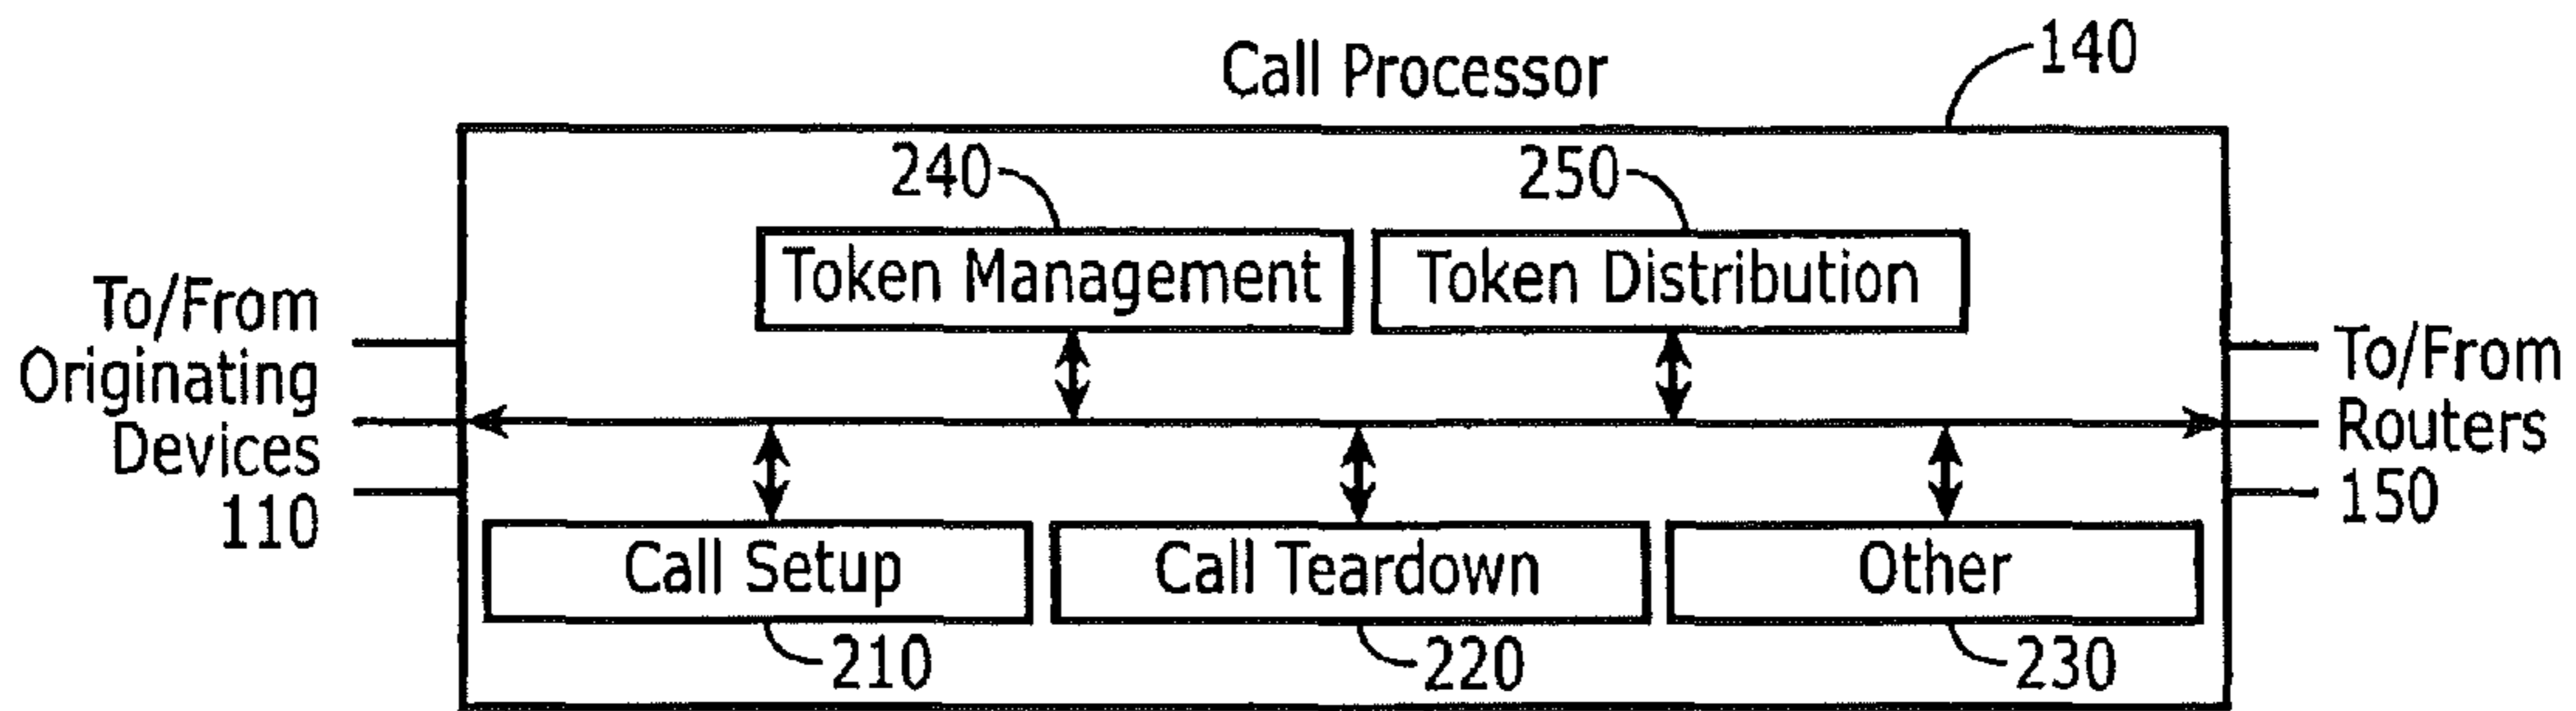 Call Processor
140
240
250
Token Management
Token Distribution
To/From
Originating
Devices
110
To/From
Routers
150
Call Setup
Call Teardown
Other
210
220
230